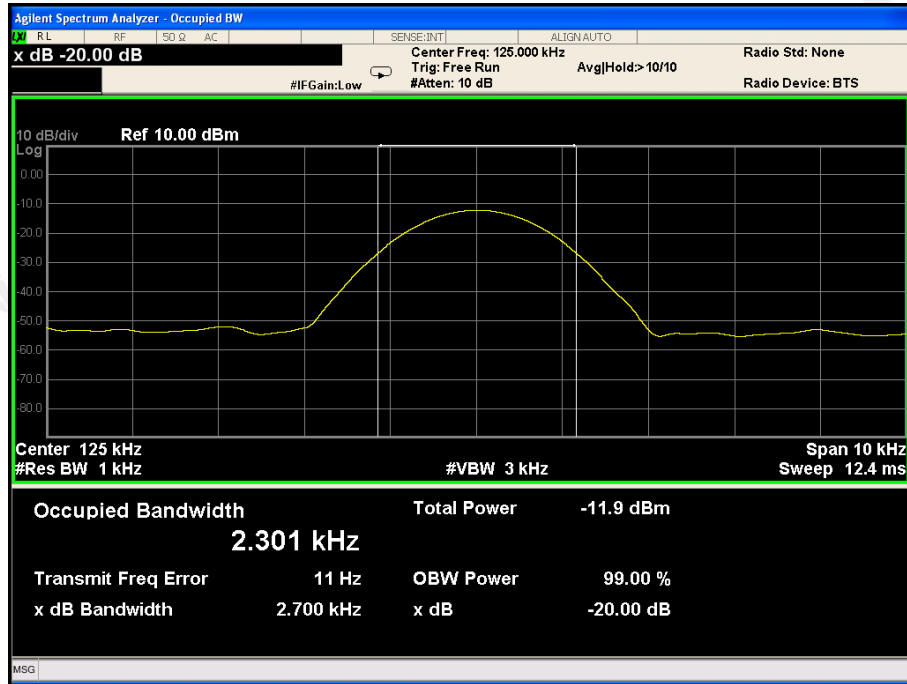 Agilent Spectrum Analyzer - Occupied BW
LXI RL RF 50 Ω AC SENSE:INT ALIGN AUTO
x dB -20.00 dB
Center Freq: 125.000 kHz
Radio Std: None
Trig: Free Run
Avg|Hold:>10/10
#IFGain:Low
#Atten: 10 dB
Radio Device: BTS
10 dB/div Ref 10.00 dBm
Log
0.00
-10.0
-20.0
-30.0
-40.0
-50.0
-60.0
-70.0
-80.0
Center 125 kHz Span 10 kHz
#Res BW 1 kHz #VBW 3 kHz Sweep 12.4 ms
Occupied Bandwidth Total Power -11.9 dBm
2.301 kHz
Transmit Freq Error 11 Hz OBW Power 99.00 %
x dB Bandwidth 2.700 kHz x dB -20.00 dB
MSG